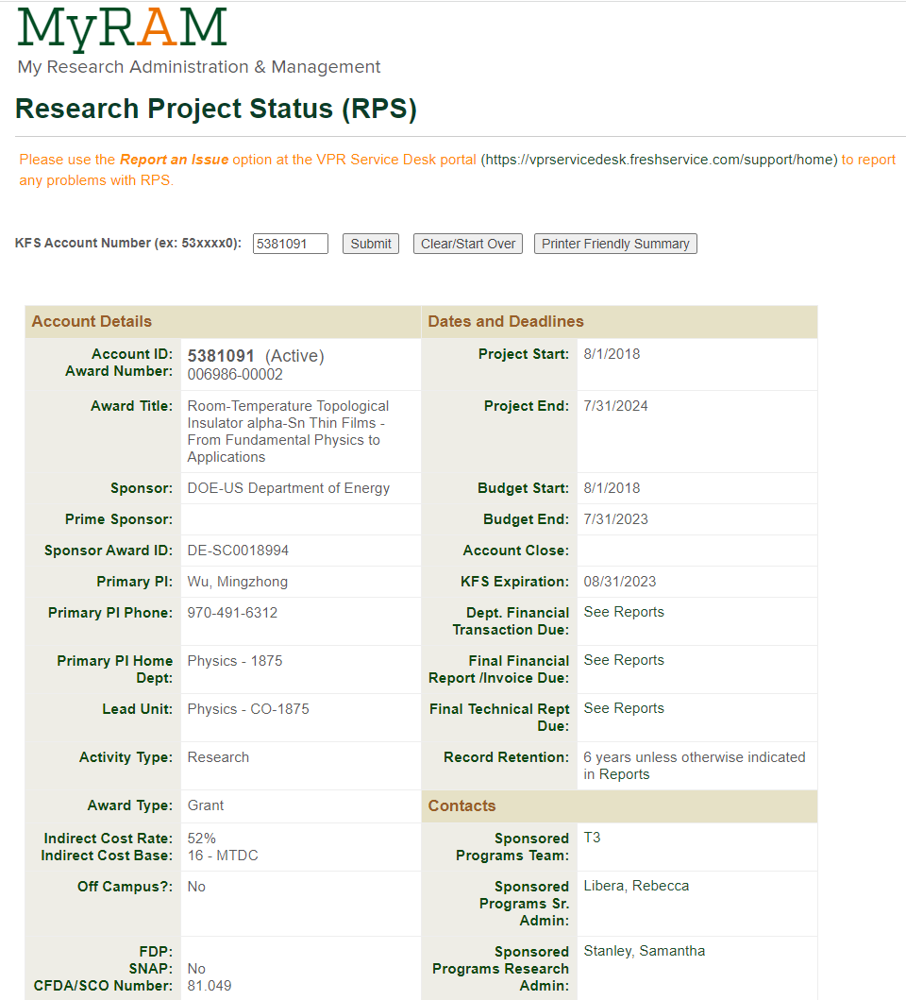 MyRAM
My Research Administration & Management
Research Project Status (RPS)
Please use the Report an Issue option at the VPR Service Desk portal (https://vprservicedesk.freshservice.com/support/home) to report
any problems with RPS.
KFS Account Number (ex: 53xxxx0): 5381091 Submit Clear/Start Over Printer Friendly Summary
Account Details
Account ID: 5381091 (Active)
Award Number: 006986-00002
Award Title: Room-Temperature Topological
Insulator alpha-Sn Thin Films -
From Fundamental Physics to
Applications
Sponsor: DOE-US Department of Energy
Prime Sponsor:
Sponsor Award ID: DE-SC0018994
Primary PI: Wu, Mingzhong
Primary PI Phone: 970-491-6312
Primary PI Home Physics - 1875
Dept:
Lead Unit: Physics - CO-1875
Activity Type: Research
Award Type: Grant
Indirect Cost Rate: 52%
Indirect Cost Base: 16 - MTDC
Off Campus?: No
FDP:
SNAP: No
CFDA/SCO Number: 81.049
Dates and Deadlines
Project Start: 8/1/2018
Project End: 7/31/2024
Budget Start: 8/1/2018
Budget End: 7/31/2023
Account Close:
KFS Expiration: 08/31/2023
Dept. Financial See Reports
Transaction Due:
Final Financial See Reports
Report /Invoice Due:
Final Technical Rept See Reports
Due:
Record Retention: 6 years unless otherwise indicated
in Reports
Contacts
Sponsored T3
Programs Team:
Sponsored Libera, Rebecca
Programs Sr.
Admin:
Sponsored Stanley, Samantha
Programs Research
Admin: